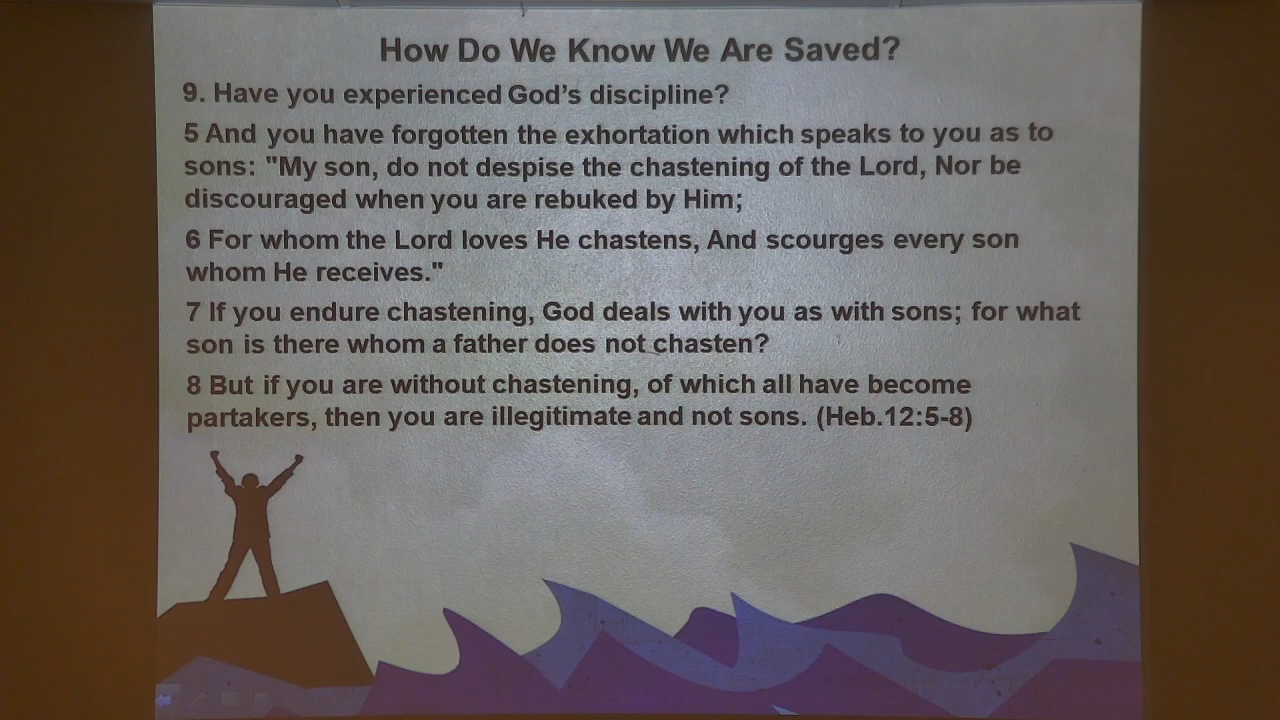 How Do We Know We Are Saved?
9. Have you experienced God’s discipline?
5 And you have forgotten the exhortation which speaks to you as to
sons: "My son, do not despise the chastening of the Lord, Nor be
discouraged when you are rebuked by Him;
6 For whom the Lord loves He chastens, And scourges every son
whom He receives."
7 If you endure chastening, God deals with you as with sons; for what
son is there whom a father does not chasten?
8 But if you are without chastening, of which all have become
partakers, then you are illegitimate and not sons. (Heb.12:5-8)